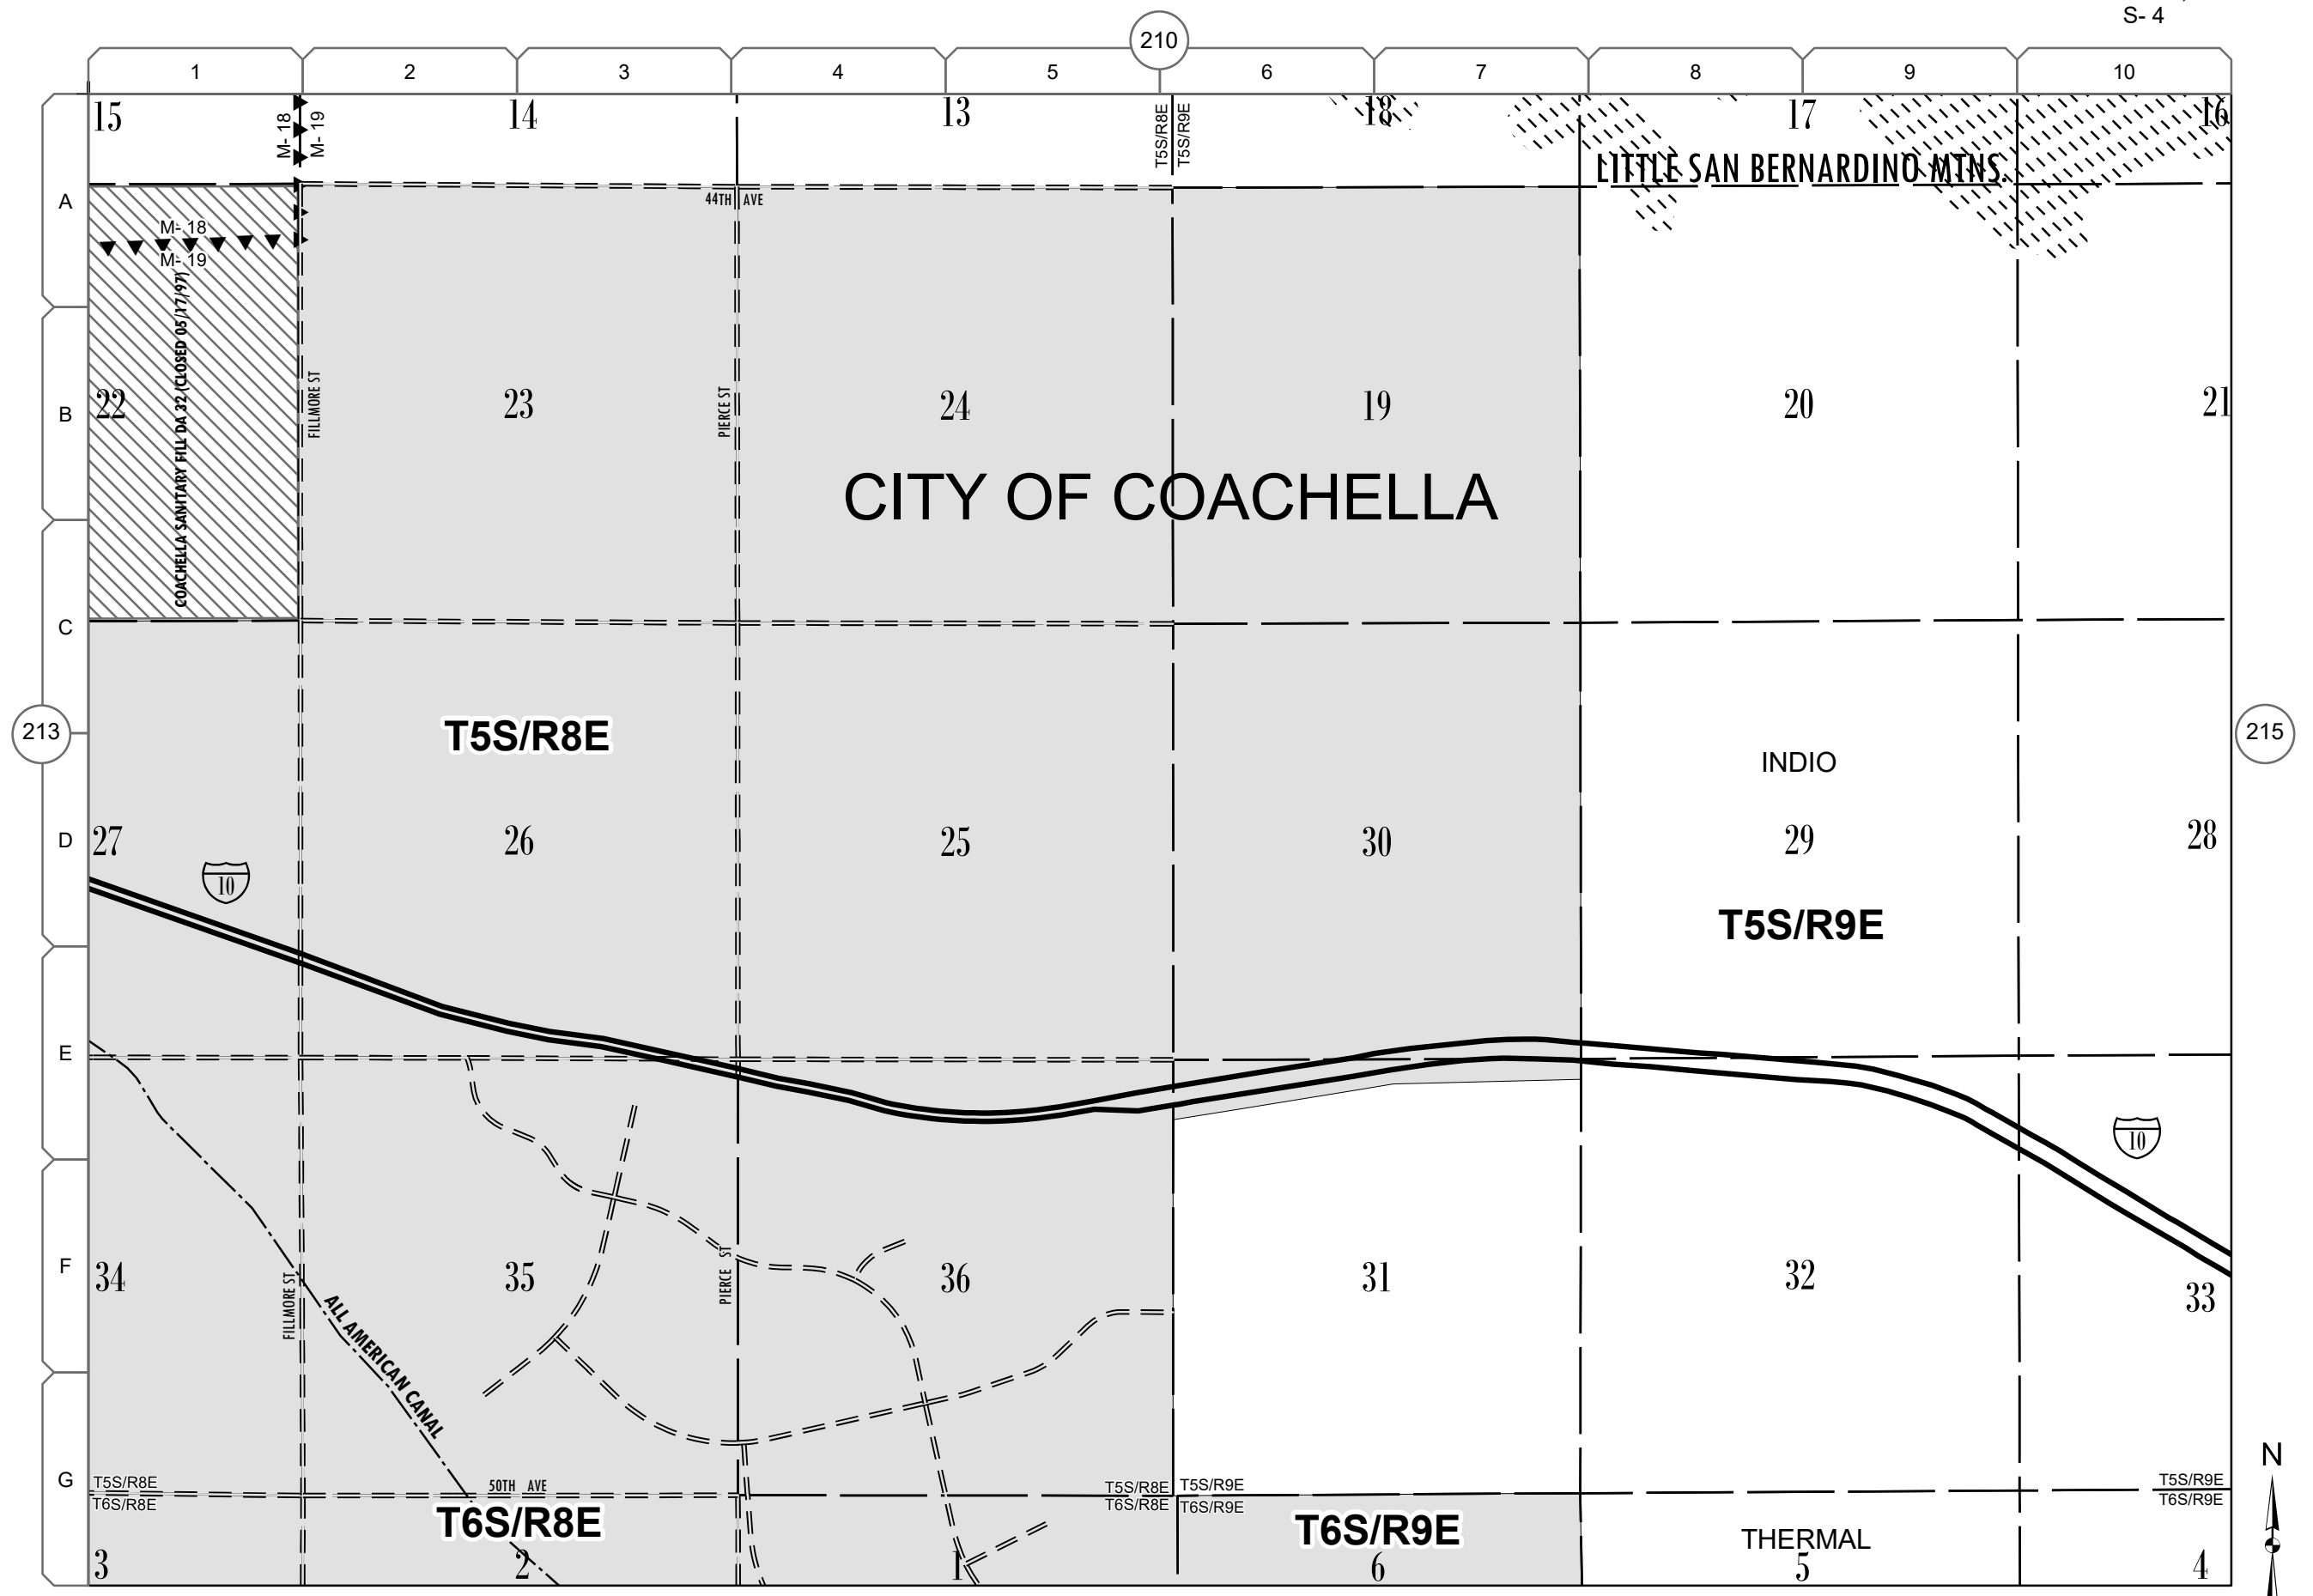 S- 4
210
1 2 3 4 5 6 7 8 9 10
15 14 13 18 17 16
M- 18
M- 19
T5S/R8E
T5S/R9E
LITTLE SAN BERNARDINO MTNS.
A
44TH AVE
M- 18
M- 19
COACHELLA SANITARY FILL DA 32 (CLOSED 05/17/97)
FILLMORE ST
PIERCE ST
B
22 23 24 19 20 21
CITY OF COACHELLA
C
213
T5S/R8E
215
INDIO
D
27 26 25 30 29 28
10
T5S/R9E
E
10
F
34 35 36 31 32 33
FILLMORE ST
PIERCE ST
ALL AMERICAN CANAL
N
G
T5S/R8E
T6S/R8E
50TH AVE
T5S/R8E
T6S/R8E
T5S/R9E
T6S/R9E
T5S/R9E
T6S/R9E
T6S/R8E
T6S/R9E
THERMAL
3 2 1 6 5 4